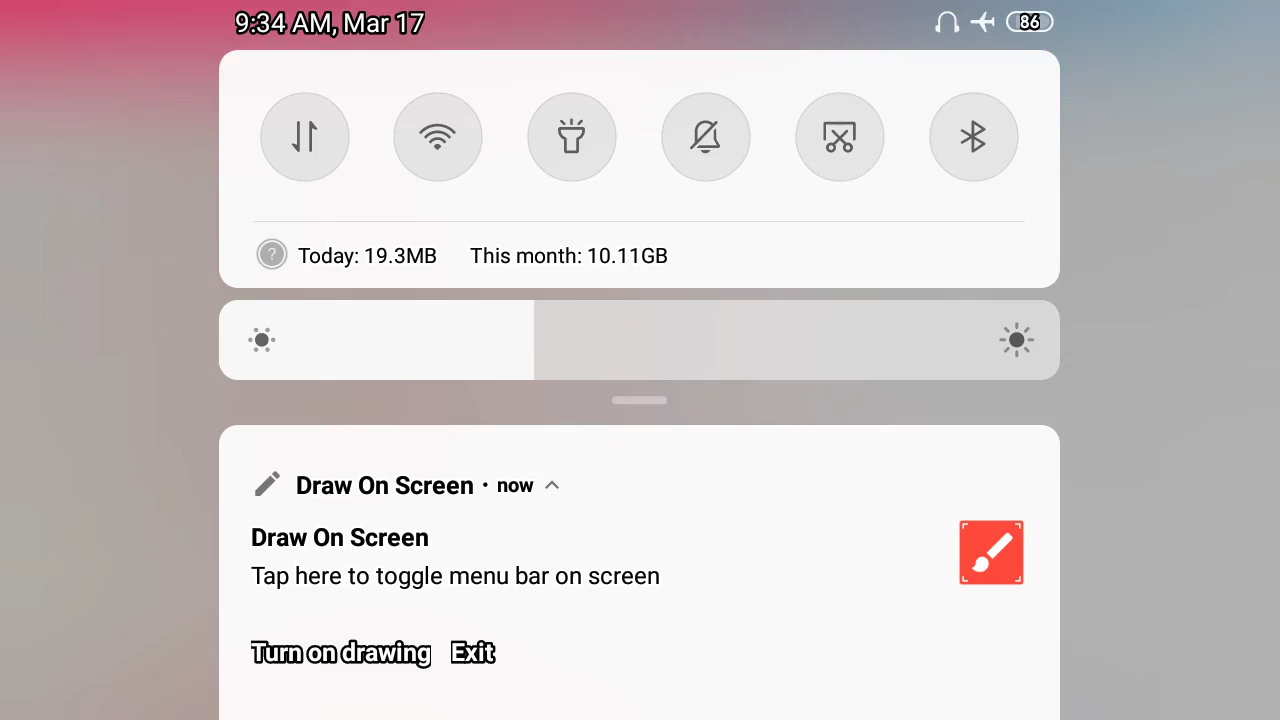 9:34 AM, Mar 17 86
Today: 19.3MB This month: 10.11GB
Draw On Screen · now
Draw On Screen
Tap here to toggle menu bar on screen
Turn on drawing Exit